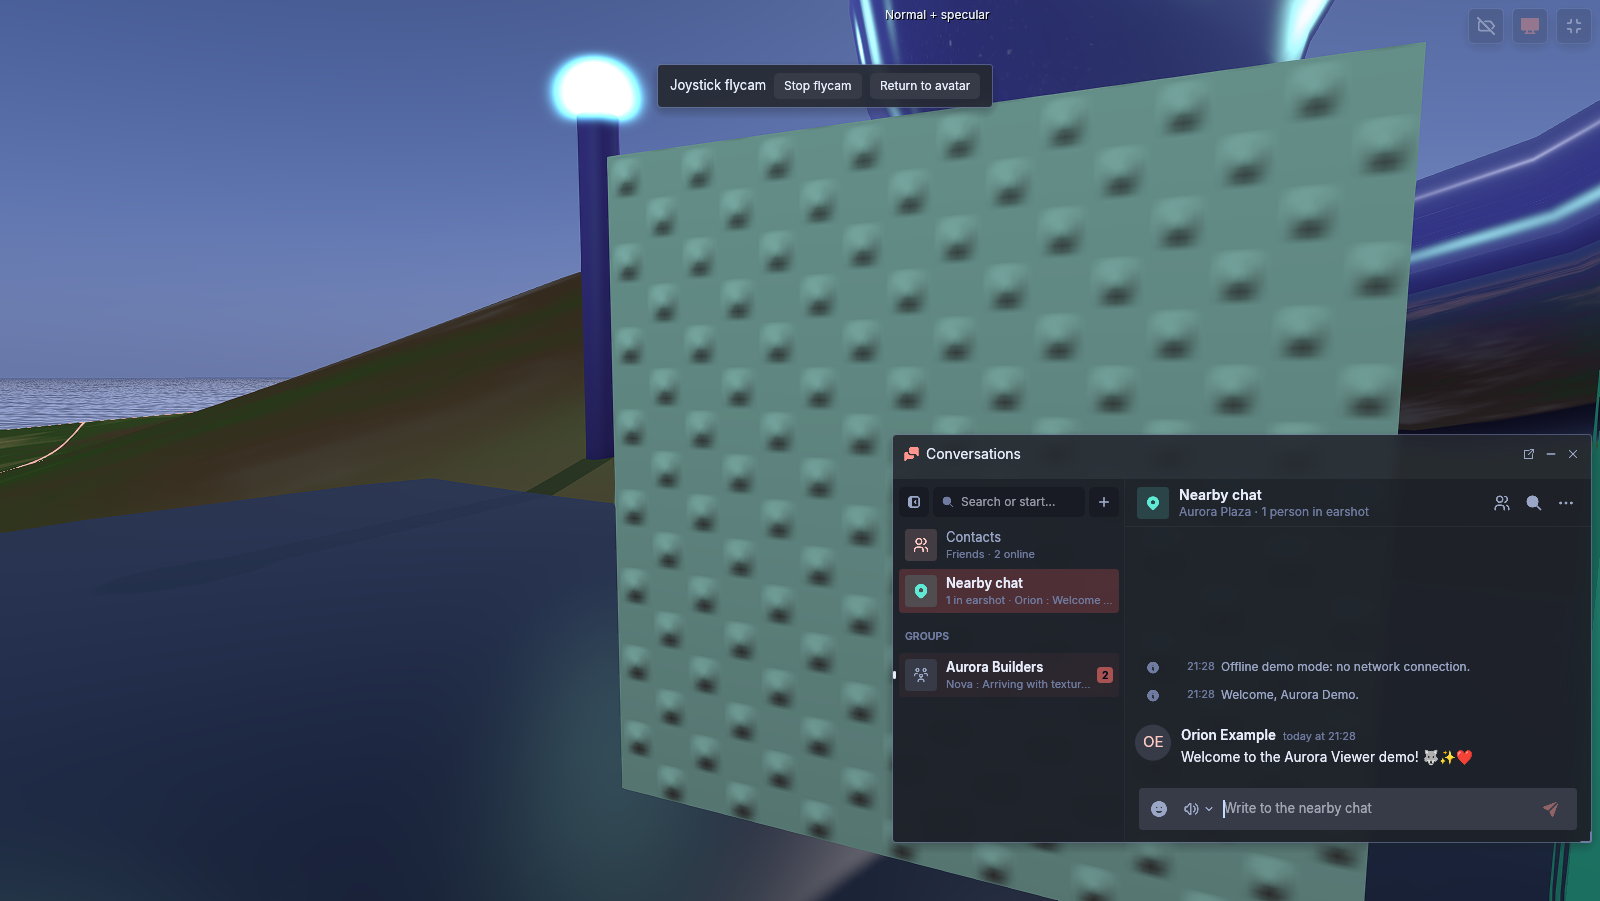 Normal + specular
Joystick flycam
Stop flycam
Return to avatar
Conversations
Search or start...
Contacts
Friends · 2 online
Nearby chat
1 in earshot · Orion : Welcome ...
GROUPS
Aurora Builders
Nova : Arriving with textur...
2
Nearby chat
Aurora Plaza · 1 person in earshot
21:28 Offline demo mode: no network connection.
21:28 Welcome, Aurora Demo.
OE
Orion Example today at 21:28
Welcome to the Aurora Viewer demo! 🐺✨❤️
Write to the nearby chat